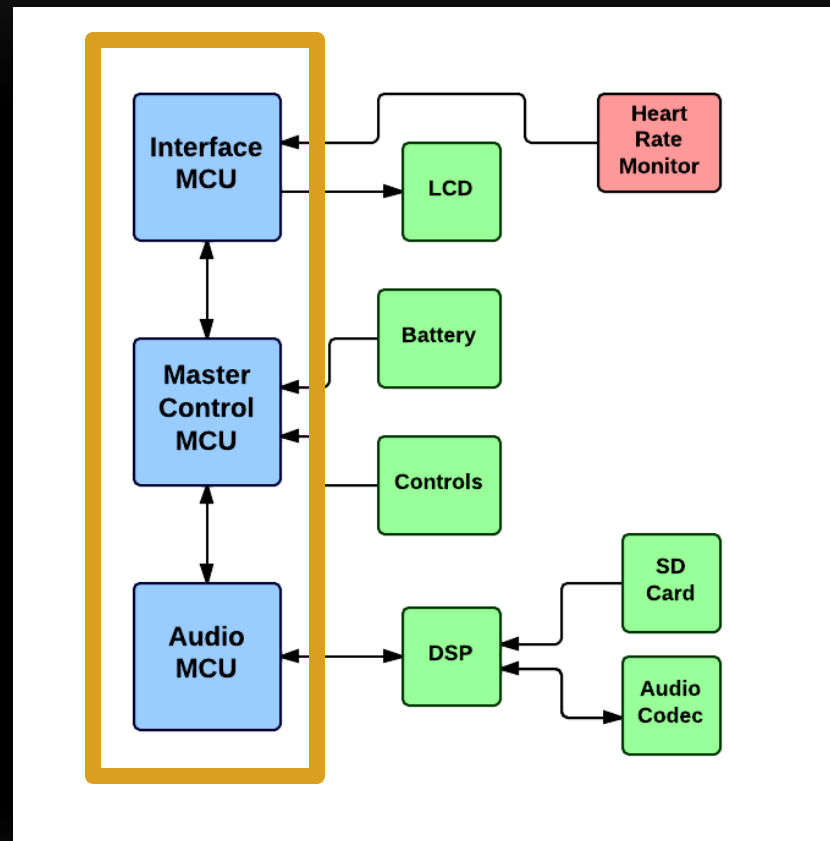 Interface
MCU
Heart
Rate
Monitor
LCD
Battery
Master
Control
MCU
Controls
SD
Card
Audio
MCU
DSP
Audio
Codec